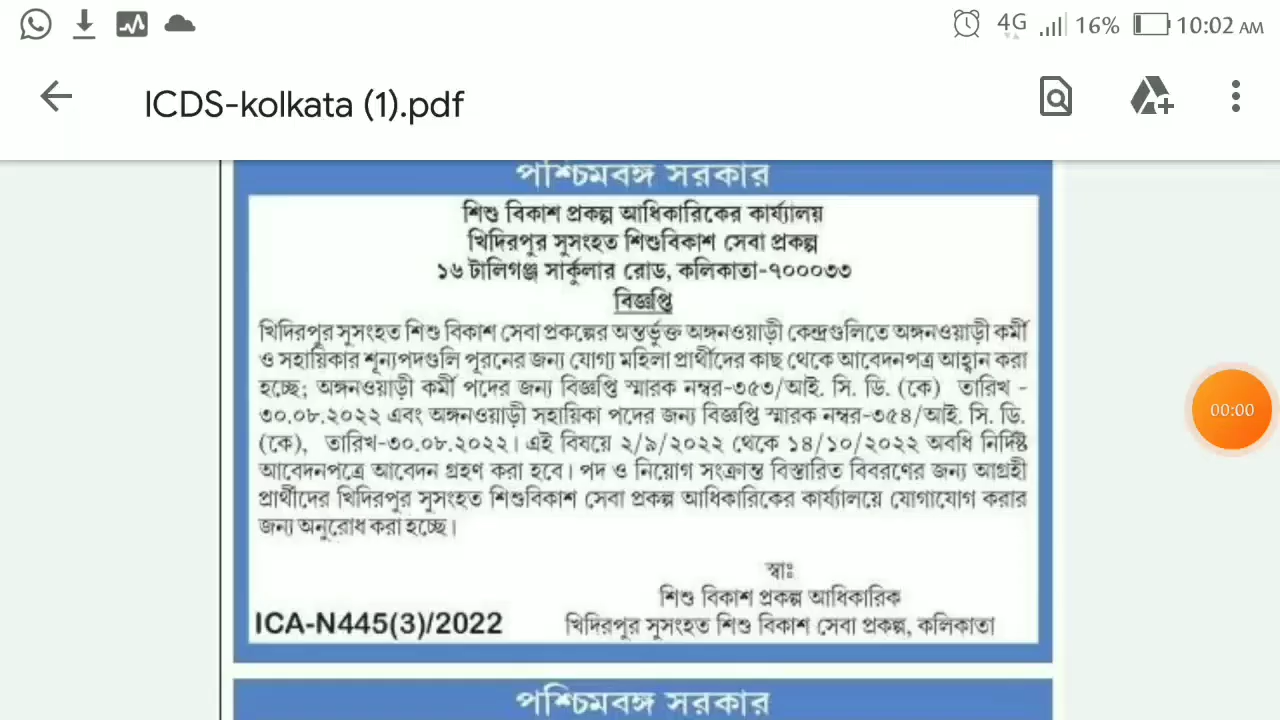 4G 16% 10:02 AM
ICDS-kolkata (1).pdf
পশ্চিমবঙ্গ সরকার
শিশু বিকাশ প্রকল্প আধিকারিকের কার্য্যালয়
খিদিরপুর সুসংহত শিশুবিকাশ সেবা প্রকল্প
১৬ টালিগঞ্জ সার্কুলার রোড, কলিকাতা-৭০০০৩৩
বিজ্ঞপ্তি
খিদিরপুর সুসংহত শিশু বিকাশ সেবা প্রকল্পের অন্তর্ভুক্ত অঙ্গনওয়াড়ী কেন্দ্রগুলিতে অঙ্গনওয়াড়ী কর্মী
ও সহায়িকার শূন্যপদগুলি পূরনের জন্য যোগ্য মহিলা প্রার্থীদের কাছ থেকে আবেদনপত্র আহ্বান করা
হচ্ছে; অঙ্গনওয়াড়ী কর্মী পদের জন্য বিজ্ঞপ্তি স্মারক নম্বর-৩৫৩/আই. সি. ডি. (কে) তারিখ -
৩০.০৮.২০২২ এবং অঙ্গনওয়াড়ী সহায়িকা পদের জন্য বিজ্ঞপ্তি স্মারক নম্বর-৩৫৪/আই. সি. ডি.
(কে), তারিখ-৩০.০৮.২০২২। এই বিষয়ে ২/৯/২০২২ থেকে ১৪/১০/২০২২ অবধি নির্দিষ্ট
আবেদনপত্রে আবেদন গ্রহণ করা হবে। পদ ও নিয়োগ সংক্রান্ত বিস্তারিত বিবরণের জন্য আগ্রহী
প্রার্থীদের খিদিরপুর সুসংহত শিশুবিকাশ সেবা প্রকল্প আধিকারিকের কার্য্যালয়ে যোগাযোগ করার
জন্য অনুরোধ করা হচ্ছে।
স্বাঃ
শিশু বিকাশ প্রকল্প আধিকারিক
ICA-N445(3)/2022 খিদিরপুর সুসংহত শিশু বিকাশ সেবা প্রকল্প, কলিকাতা
00:00
পশ্চিমবঙ্গ সরকার